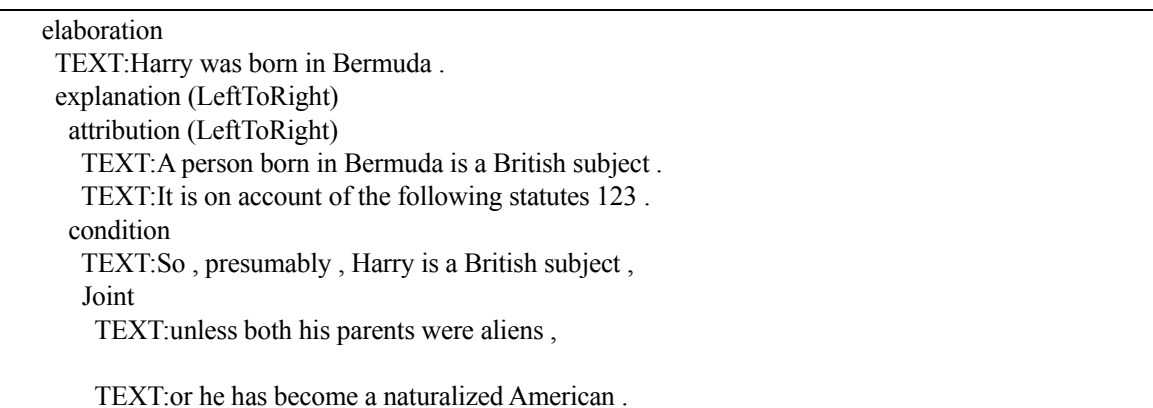 elaboration
TEXT:Harry was born in Bermuda .
explanation (LeftToRight)
attribution (LeftToRight)
TEXT:A person born in Bermuda is a British subject .
TEXT:It is on account of the following statutes 123 .
condition
TEXT:So , presumably , Harry is a British subject ,
Joint
TEXT:unless both his parents were aliens ,
TEXT:or he has become a naturalized American .